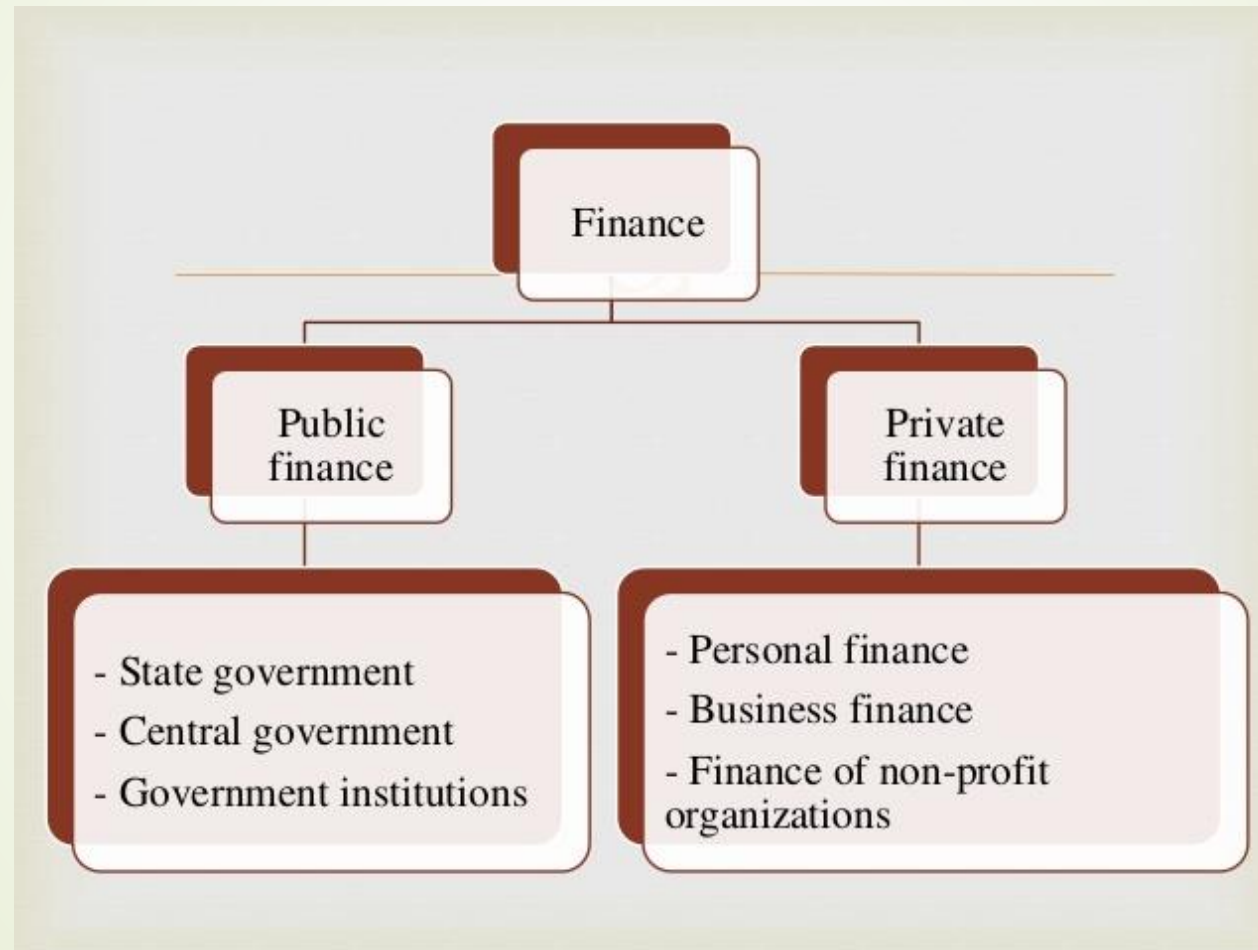 Finance
Public
finance
Private
finance
- State government
- Central government
- Government institutions
- Personal finance
- Business finance
- Finance of non-profit
organizations